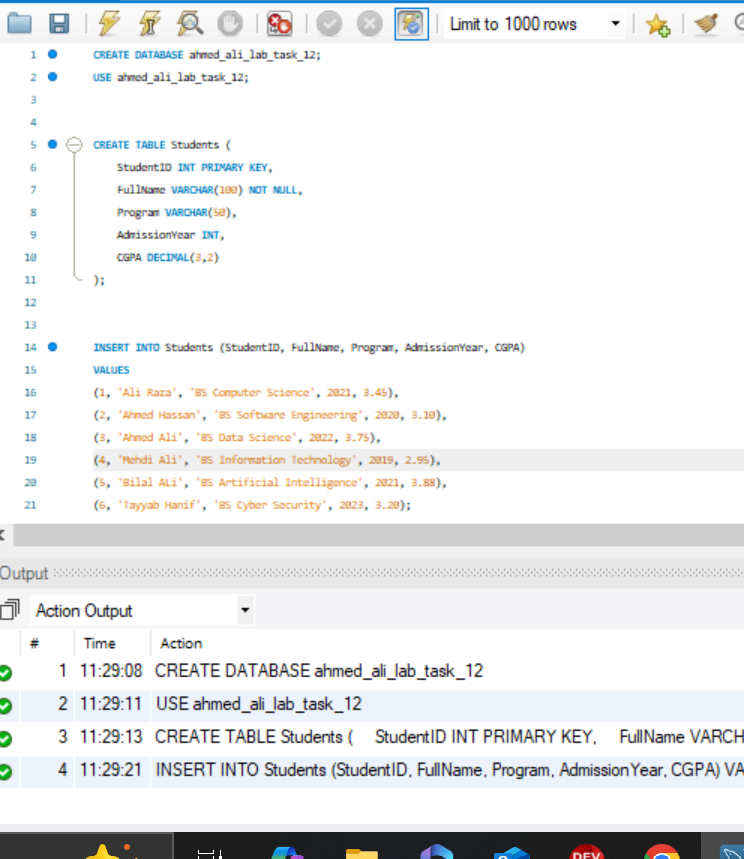 Limit to 1000 rows
1 CREATE DATABASE ahmed_ali_lab_task_12;
2 USE ahmed_ali_lab_task_12;
3
4
5 CREATE TABLE Students (
6 StudentID INT PRIMARY KEY,
7 FullName VARCHAR(100) NOT NULL,
8 Program VARCHAR(50),
9 AdmissionYear INT,
10 CGPA DECIMAL(3,2)
11 );
12
13
14 INSERT INTO Students (StudentID, FullName, Program, AdmissionYear, CGPA)
15 VALUES
16 (1, 'Ali Raza', 'BS Computer Science', 2021, 3.45),
17 (2, 'Ahmed Hassan', 'BS Software Engineering', 2020, 3.10),
18 (3, 'Ahmed Ali', 'BS Data Science', 2022, 3.75),
19 (4, 'Mehdi Ali', 'BS Information Technology', 2019, 2.95),
20 (5, 'Bilal ALi', 'BS Artificial Intelligence', 2021, 3.88),
21 (6, 'Tayyab Hanif', 'BS Cyber Security', 2023, 3.20);
Output
Action Output
# Time Action
1 11:29:08 CREATE DATABASE ahmed_ali_lab_task_12
2 11:29:11 USE ahmed_ali_lab_task_12
3 11:29:13 CREATE TABLE Students ( StudentID INT PRIMARY KEY, FullName VARCH
4 11:29:21 INSERT INTO Students (StudentID, FullName, Program, AdmissionYear, CGPA) VA
DEV